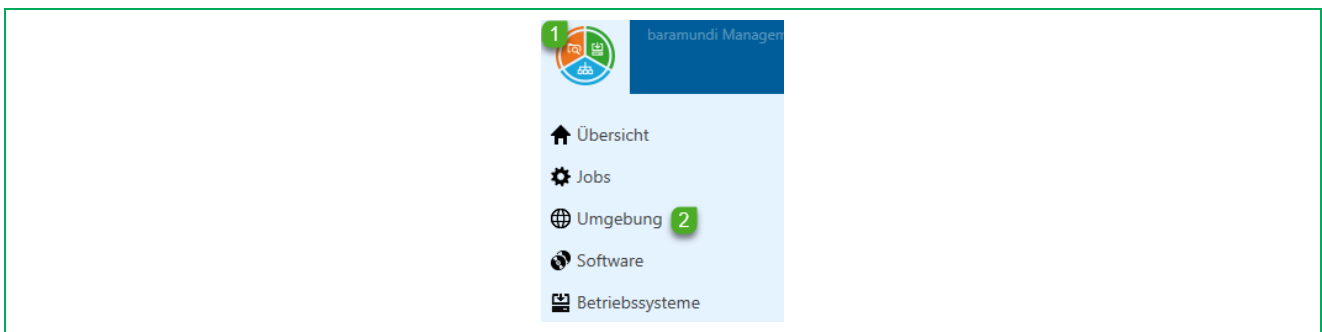 1
baramundi Managem
Übersicht
Jobs
Umgebung 2
Software
Betriebssysteme